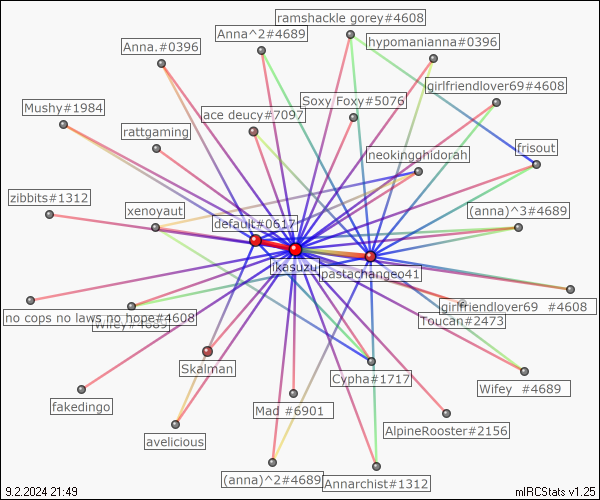 ramshackle gorey#4608
Anna^2#4689
hypomanianna#0396
Anna.#0396
girlfriendlover69#4608
Soxy Foxy#5076
Mushy#1984
ace deucy#7097
rattgaming
frisout
neokingghidorah
zibbits#1312
xenoyaut
(anna)^3#4689
default#0617
ikasuzu
pastachangeo41
girlfriendlover69 #4608
no cops no laws no hope#4608
Toucan#2473
Wifey#4689
Skalman
Cypha#1717
Wifey #4689
fakedingo
Mad #6901
AlpineRooster#2156
avelicious
(anna)^2#4689
Annarchist#1312
9.2.2024 21:49
mIRCStats v1.25